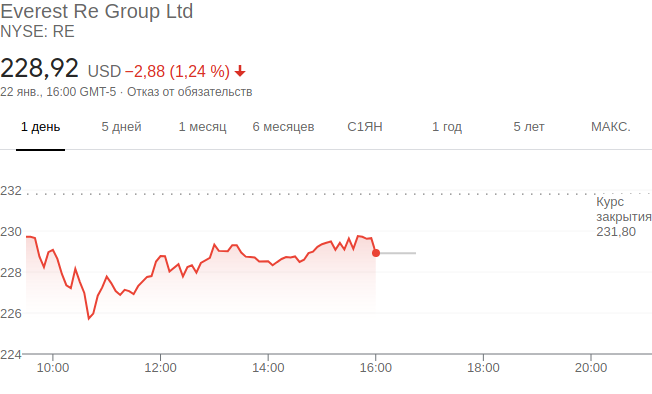 Everest Re Group Ltd
NYSE: RE
228,92 USD −2,88 (1,24 %)
22 янв., 16:00 GMT-5 · Отказ от обязательств
1 день 5 дней 1 месяц 6 месяцев С1ЯН 1 год 5 лет МАКС.
232
Курс
закрытия
231,80
230
228
226
224
10:00 12:00 14:00 16:00 18:00 20:00